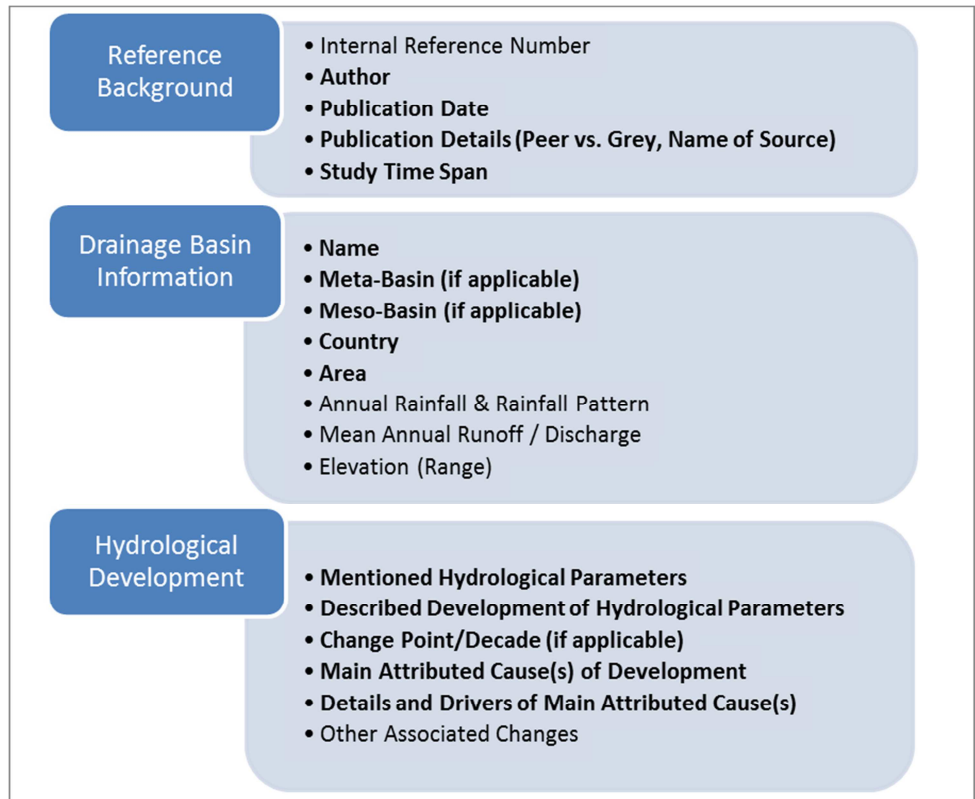 Reference
Background
• Internal Reference Number
• Author
• Publication Date
• Publication Details (Peer vs. Grey, Name of Source)
• Study Time Span
Drainage Basin
Information
• Name
• Meta-Basin (if applicable)
• Meso-Basin (if applicable)
• Country
• Area
• Annual Rainfall & Rainfall Pattern
• Mean Annual Runoff / Discharge
• Elevation (Range)
Hydrological
Development
• Mentioned Hydrological Parameters
• Described Development of Hydrological Parameters
• Change Point/Decade (if applicable)
• Main Attributed Cause(s) of Development
• Details and Drivers of Main Attributed Cause(s)
• Other Associated Changes